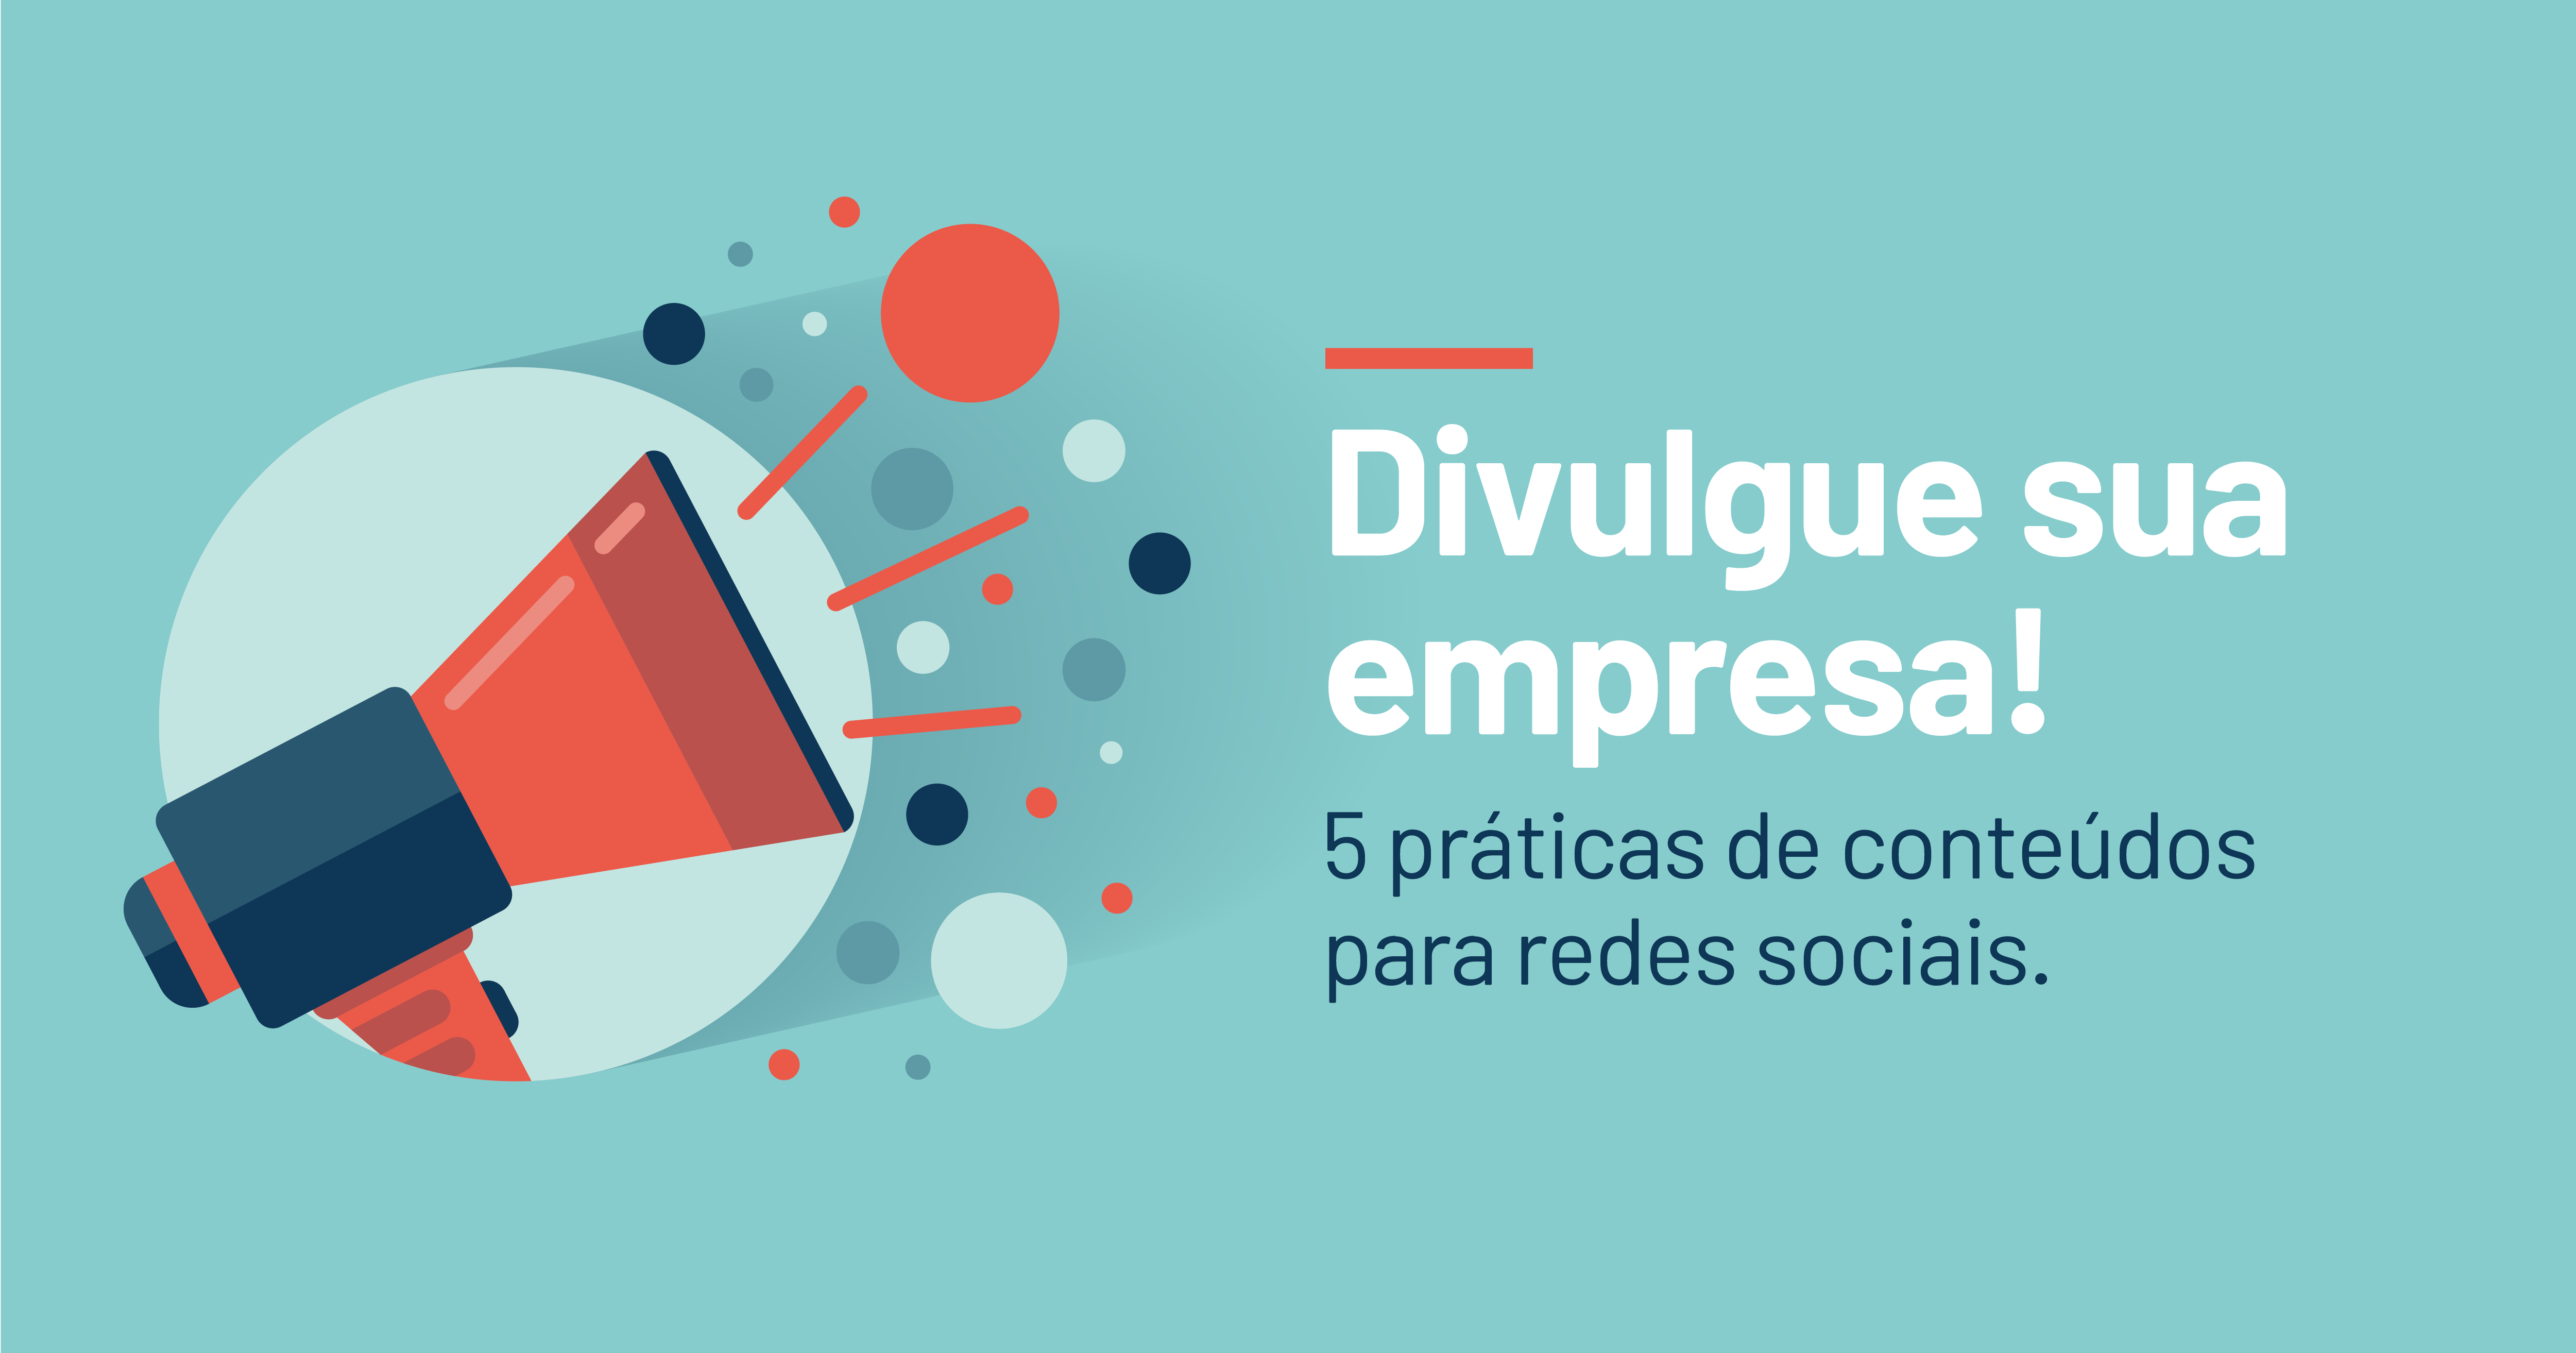 Divulgue sua
empresa!
5 práticas de conteúdos
para redes sociais.